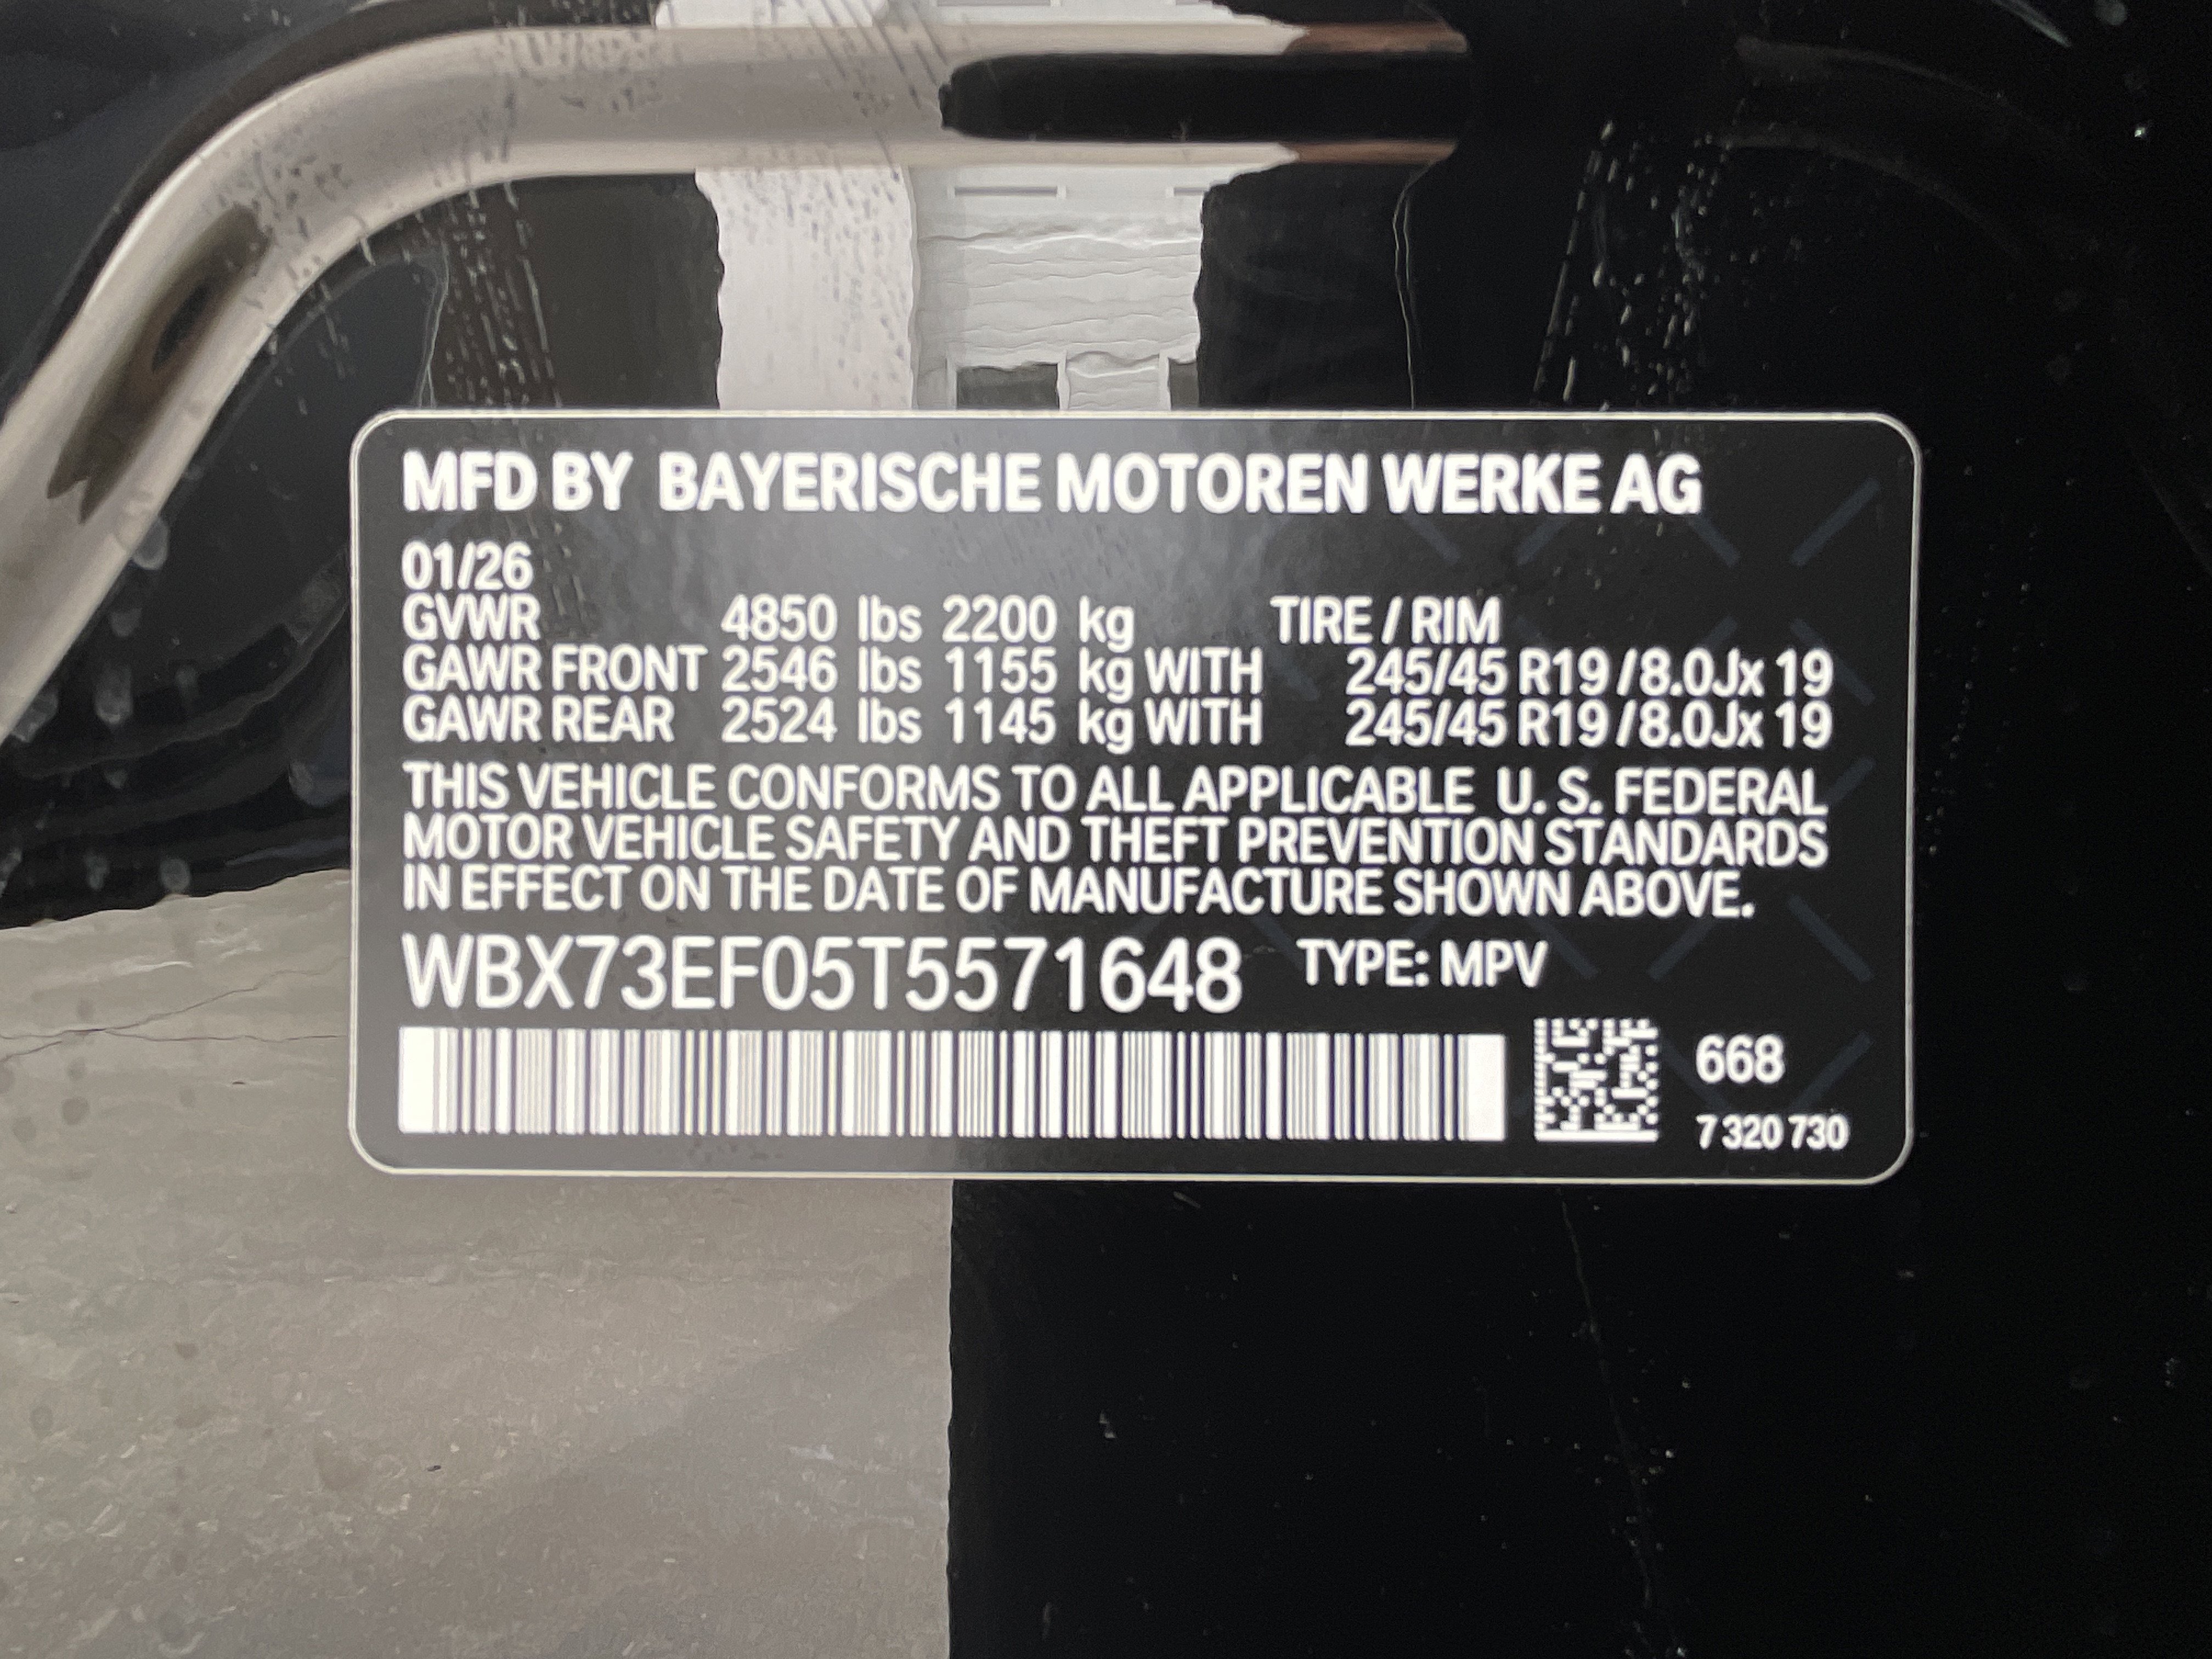 MFD BY BAYERISCHE MOTOREN WERKE AG
01/26
GVWR 4850 lbs 2200 kg TIRE / RIM
GAWR FRONT 2546 lbs 1155 kg WITH 245/45 R19 / 8.0Jx 19
GAWR REAR 2524 lbs 1145 kg WITH 245/45 R19 / 8.0Jx 19
THIS VEHICLE CONFORMS TO ALL APPLICABLE U. S. FEDERAL
MOTOR VEHICLE SAFETY AND THEFT PREVENTION STANDARDS
IN EFFECT ON THE DATE OF MANUFACTURE SHOWN ABOVE.
WBX73EF05T5571648 TYPE: MPV
668
7 320 730